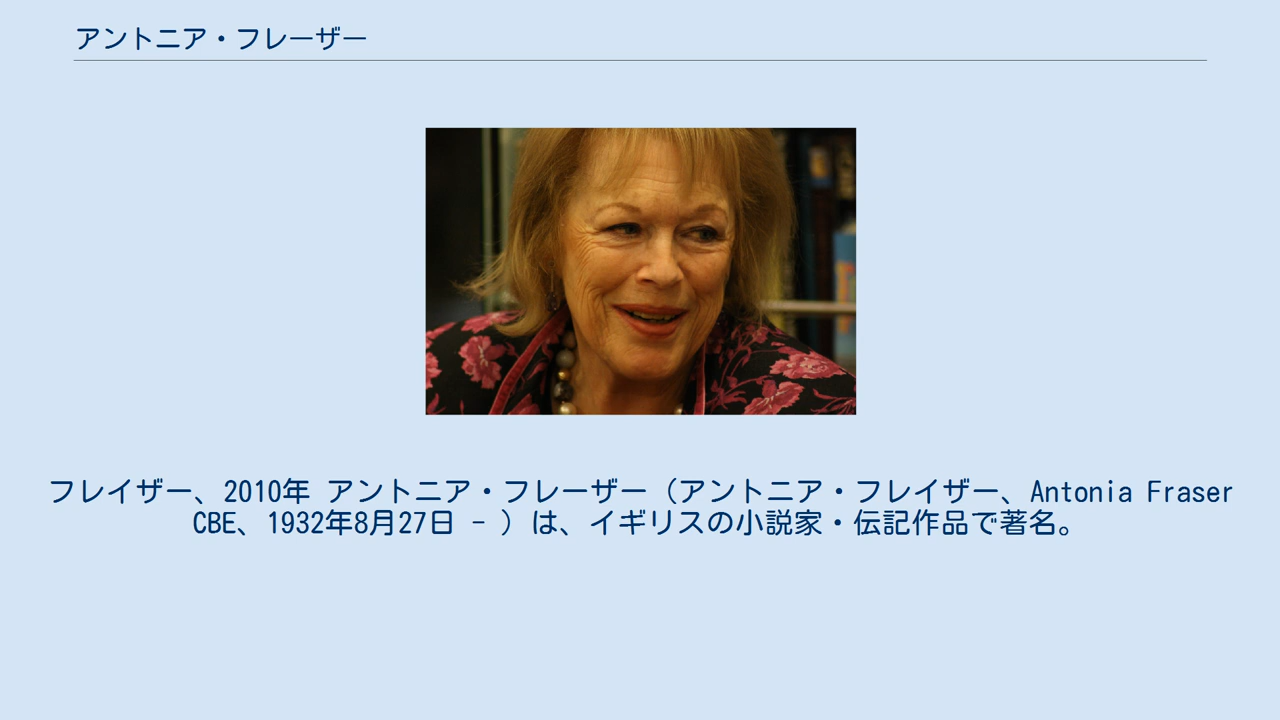 アントニア・フレーザー
フレイザー、2010年 アントニア・フレーザー（アントニア・フレイザー、Antonia Fraser
CBE、1932年8月27日 - ）は、イギリスの小説家・伝記作品で著名。